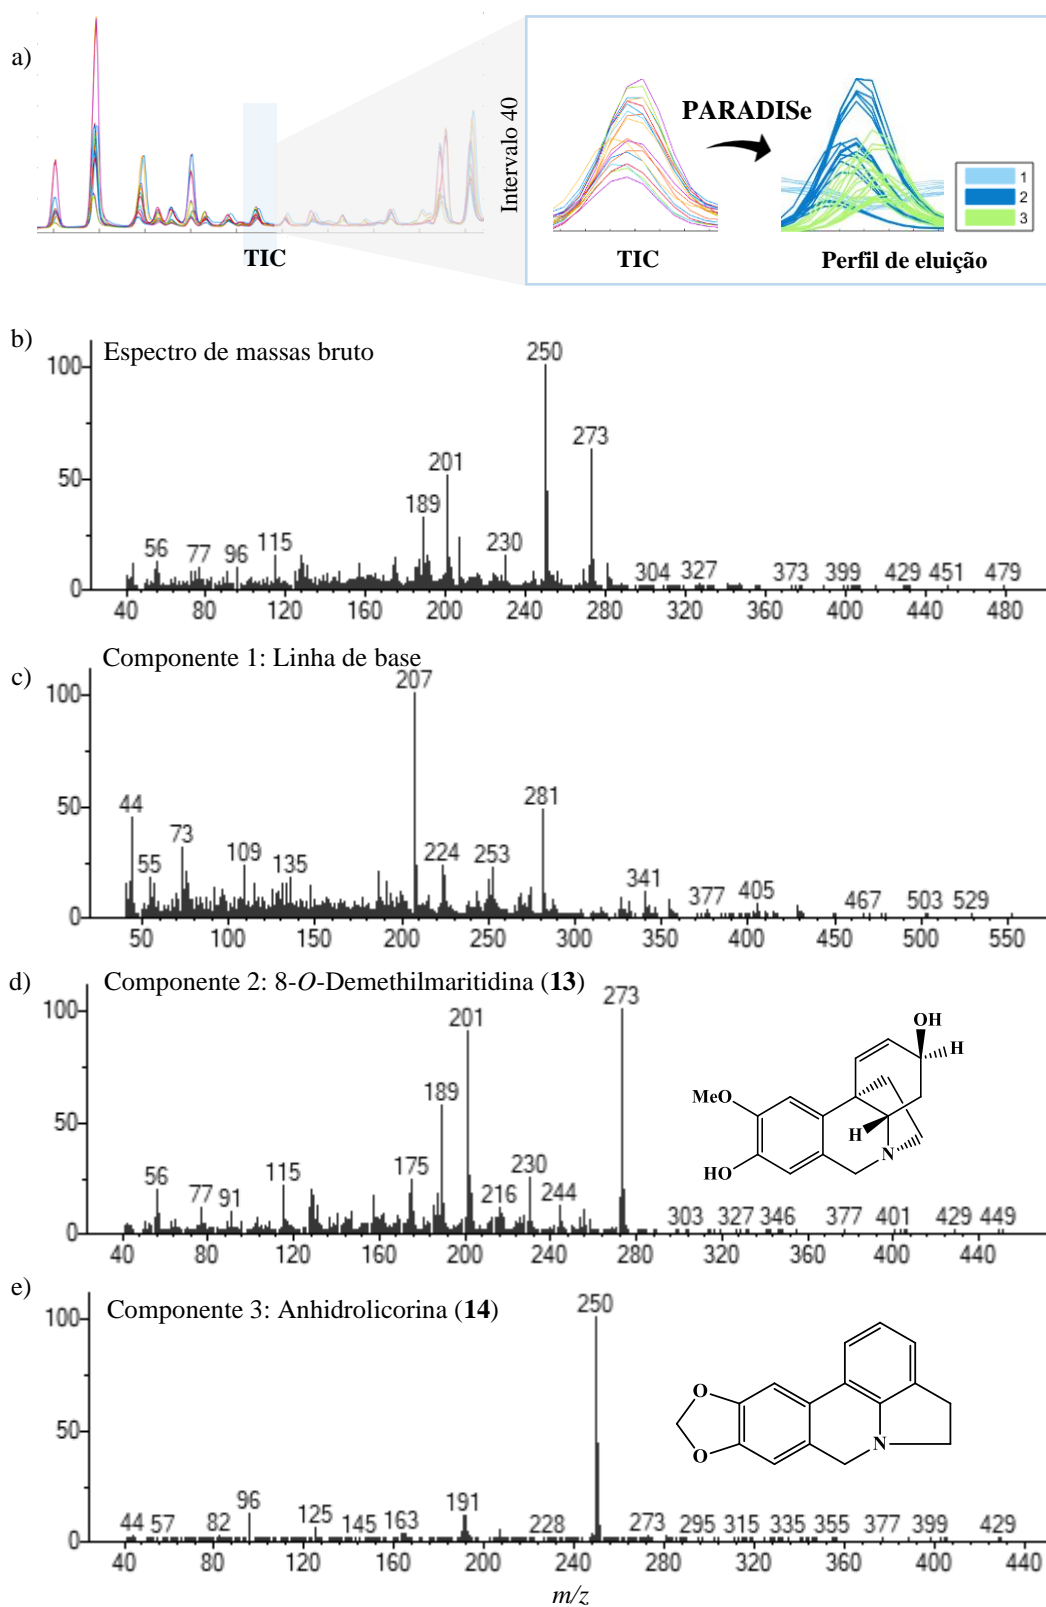 a)
Intervalo 40
PARADISe
1
2
3
TIC
TIC
Perfil de eluição
b)
Espectro de massas bruto
100
50
0
250
273
201
189
230
115
56
77
96
304
327
373
399
429
451
479
40 80 120 160 200 240 280 320 360 400 440 480
c)
Componente 1: Linha de base
100
50
0
207
281
44
73
55
109
135
224
253
341
377
405
467
503
529
50 100 150 200 250 300 350 400 450 500 550
d)
Componente 2: 8-O-Demethilmaritidina (13)
100
50
0
273
201
189
175
230
115
56
77
91
216
244
303
327
346
377
401
429
449
OH
H
MeO
H
N
HO
40 80 120 160 200 240 280 320 360 400 440
e)
Componente 3: Anhidrolicorina (14)
100
50
0
250
96
125
191
44
57
82
145
163
228
273
295
315
335
355
377
399
429
O
O
N
40 80 120 160 200 240 280 320 360 400 440
m/z